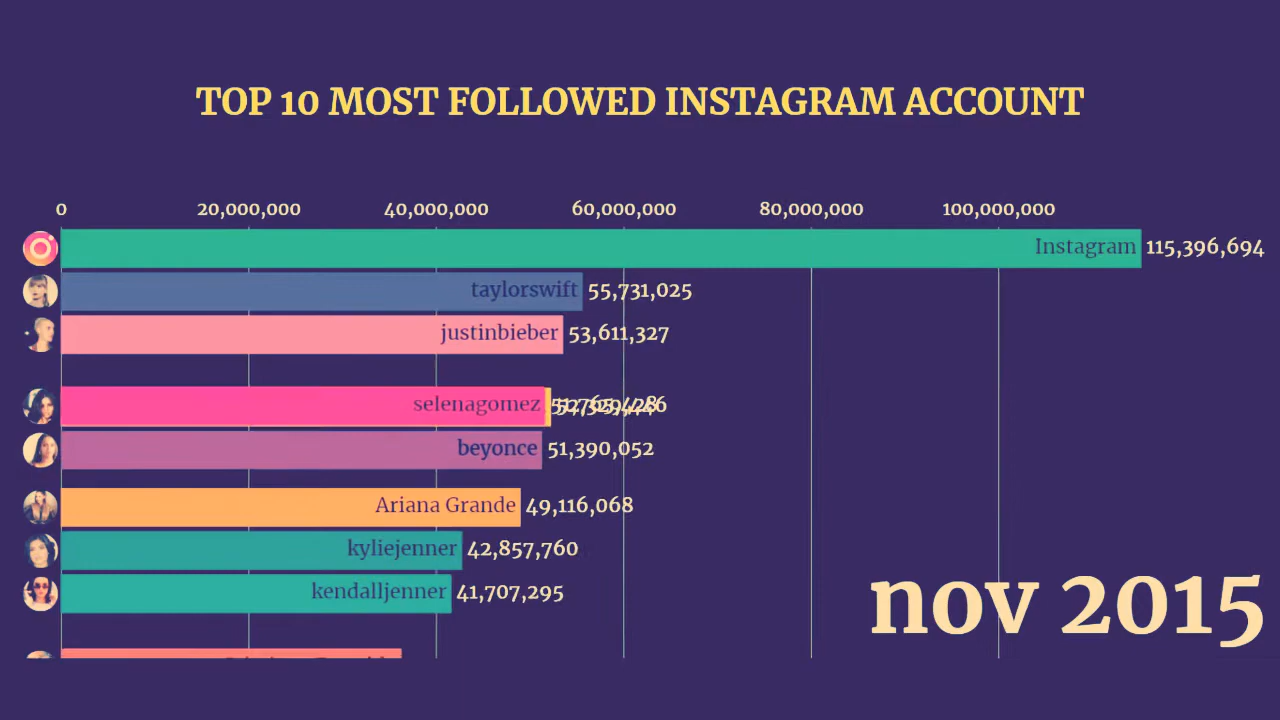 TOP 10 MOST FOLLOWED INSTAGRAM ACCOUNT
0 20,000,000 40,000,000 60,000,000 80,000,000 100,000,000
Instagram 115,396,694
taylorswift 55,731,025
justinbieber 53,611,327
selenagomez
beyonce 51,390,052
Ariana Grande 49,116,068
kyliejenner 42,857,760
kendalljenner 41,707,295
nov 2015